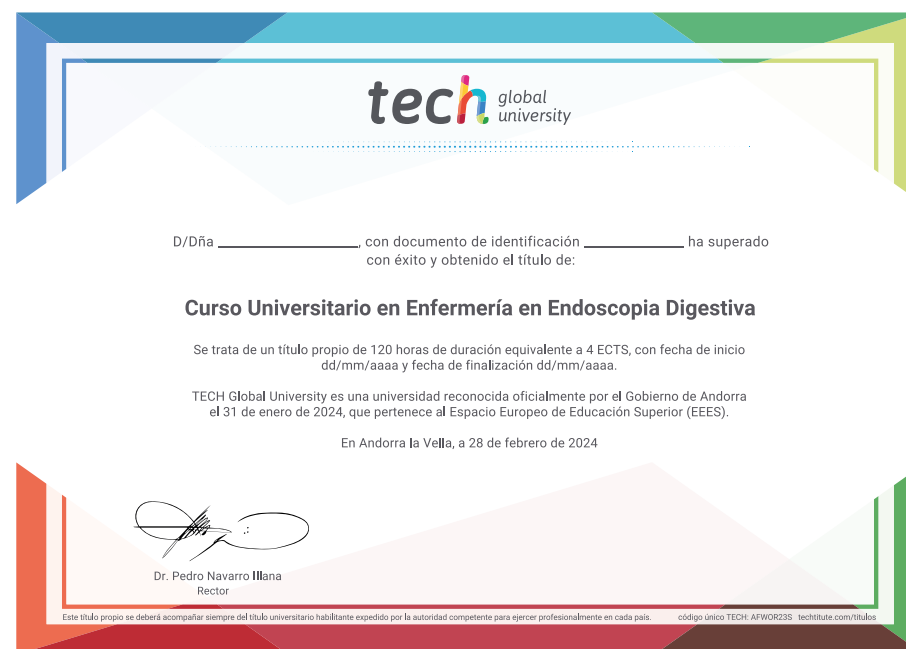 tech global university
D/Dña ____________, con documento de identificación ____________ ha superado
con éxito y obtenido el título de:
Curso Universitario en Enfermería en Endoscopia Digestiva
Se trata de un título propio de 120 horas de duración equivalente a 4 ECTS, con fecha de inicio
dd/mm/aaaa y fecha de finalización dd/mm/aaaa.
TECH Global University es una universidad reconocida oficialmente por el Gobierno de Andorra
el 31 de enero de 2024, que pertenece al Espacio Europeo de Educación Superior (EEES).
En Andorra la Vella, a 28 de febrero de 2024
Dr. Pedro Navarro Illana
Rector
Este título propio se deberá acompañar siempre del título universitario habilitante expedido por la autoridad competente para ejercer profesionalmente en cada país. código único TECH: AFWOR23S techtitute.com/titulos